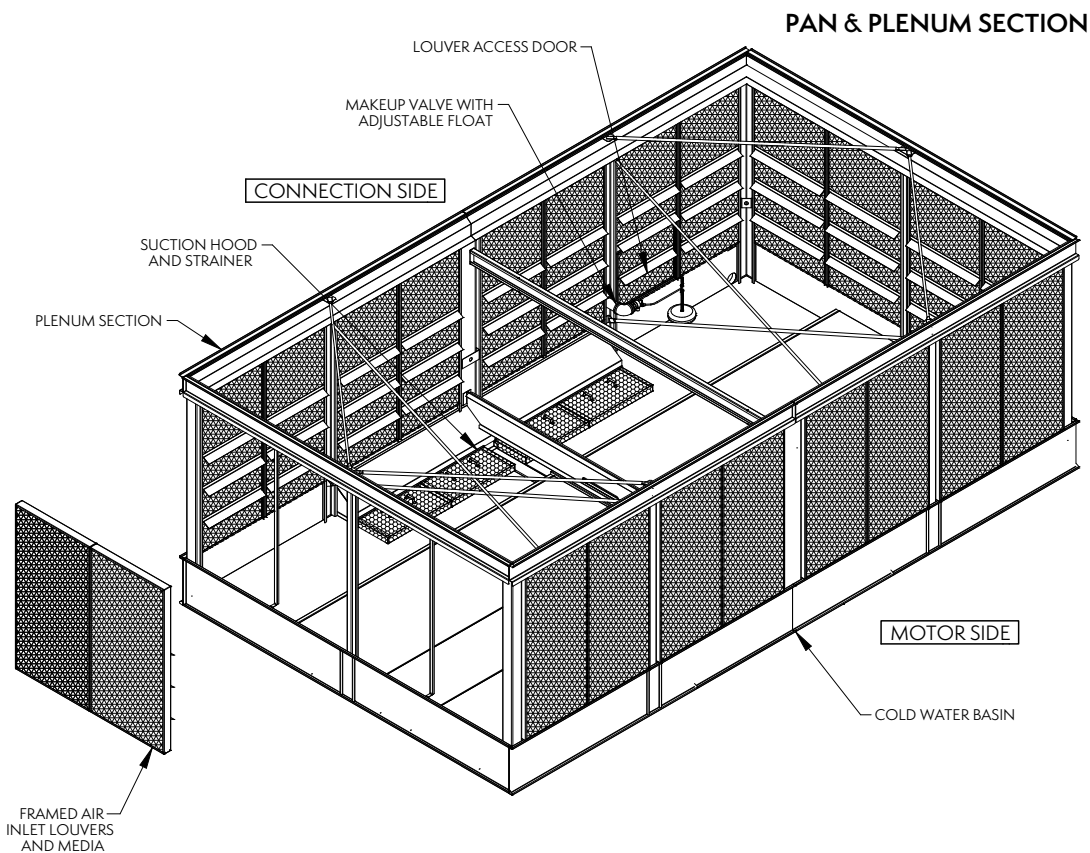 PAN & PLENUM SECTION
LOUVER ACCESS DOOR
MAKEUP VALVE WITH
ADJUSTABLE FLOAT
CONNECTION SIDE
SUCTION HOOD
AND STRAINER
PLENUM SECTION
MOTOR SIDE
COLD WATER BASIN
FRAMED AIR
INLET LOUVERS
AND MEDIA